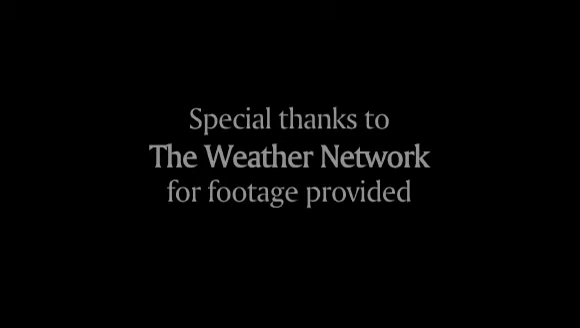 Special thanks to
The Weather Network
for footage provided